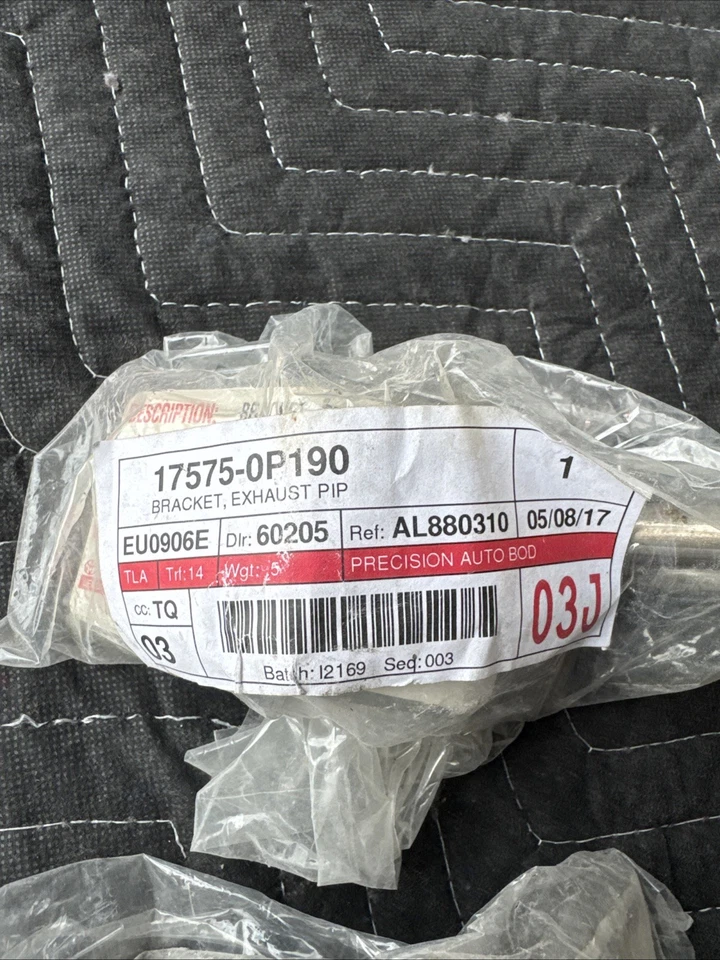 DESCRIPTION:
17575-0P190
1
BRACKET, EXHAUST PIP
EU0906E Dlr: 60205 Ref: AL880310 05/08/17
TLA Trl:14 Wgt: .5 PRECISION AUTO BOD
CC: TQ
03J
03
Batch: I2169 Seq: 003